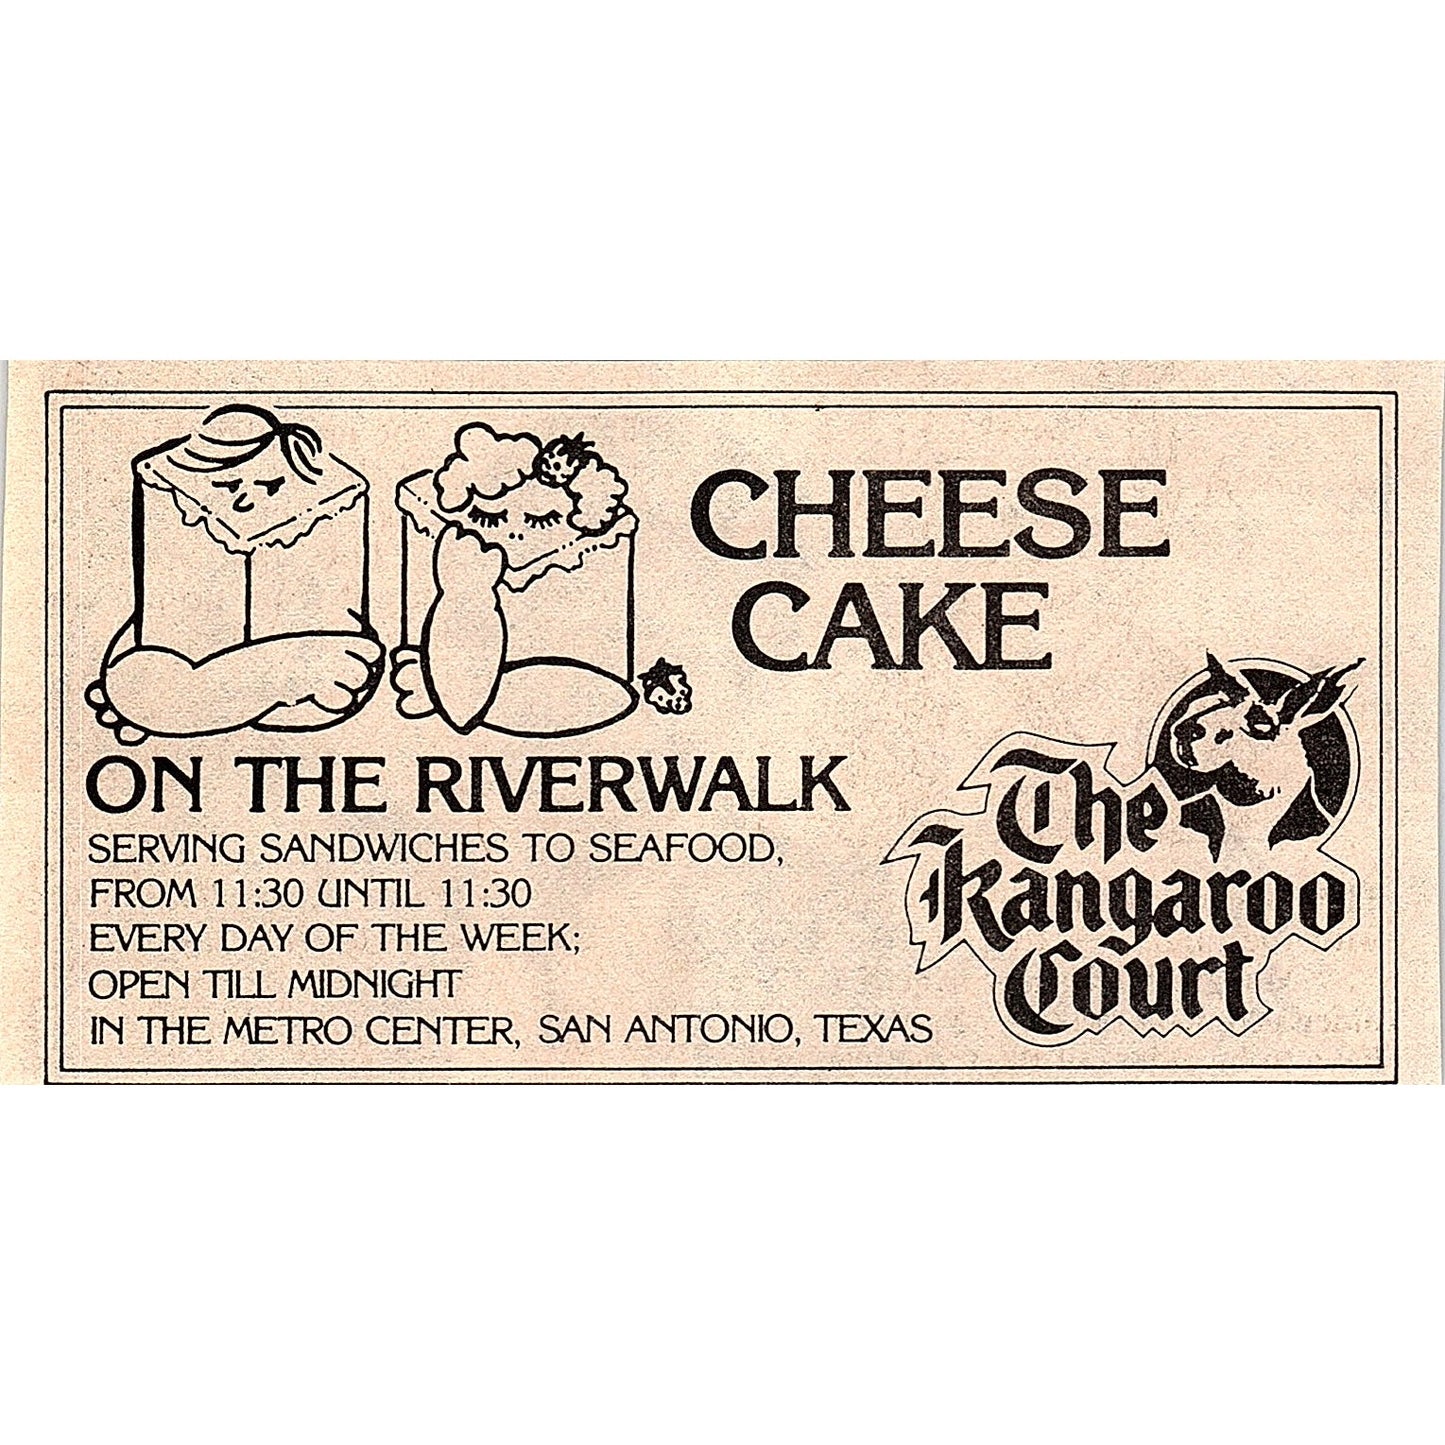 CHEESE
CAKE
ON THE RIVERWALK
SERVING SANDWICHES TO SEAFOOD,
FROM 11:30 UNTIL 11:30
EVERY DAY OF THE WEEK;
OPEN TILL MIDNIGHT
IN THE METRO CENTER, SAN ANTONIO, TEXAS
The
Kangaroo
Court